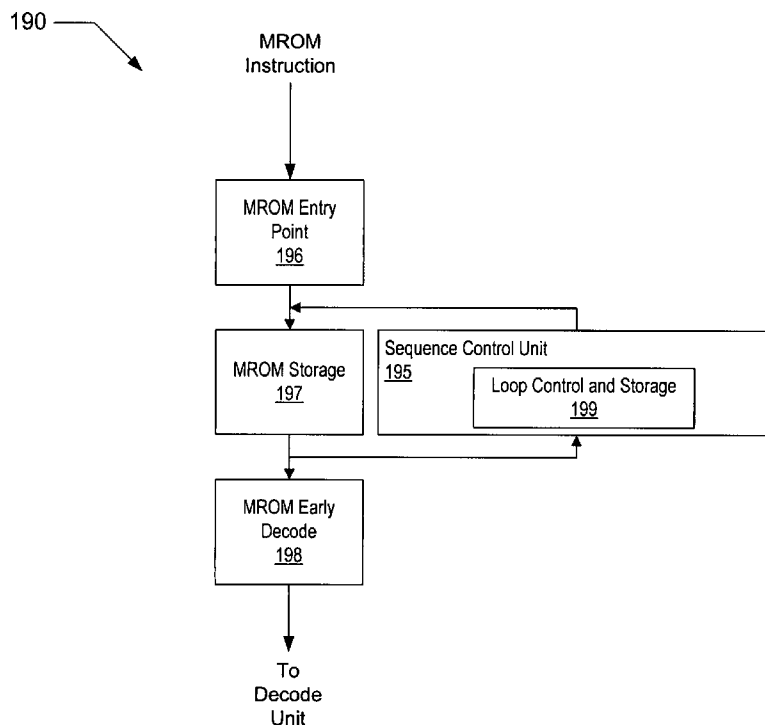 190
MROM
Instruction
MROM Entry
Point
196
MROM Storage
197
Sequence Control Unit
195
Loop Control and Storage
199
MROM Early
Decode
198
To
Decode
Unit